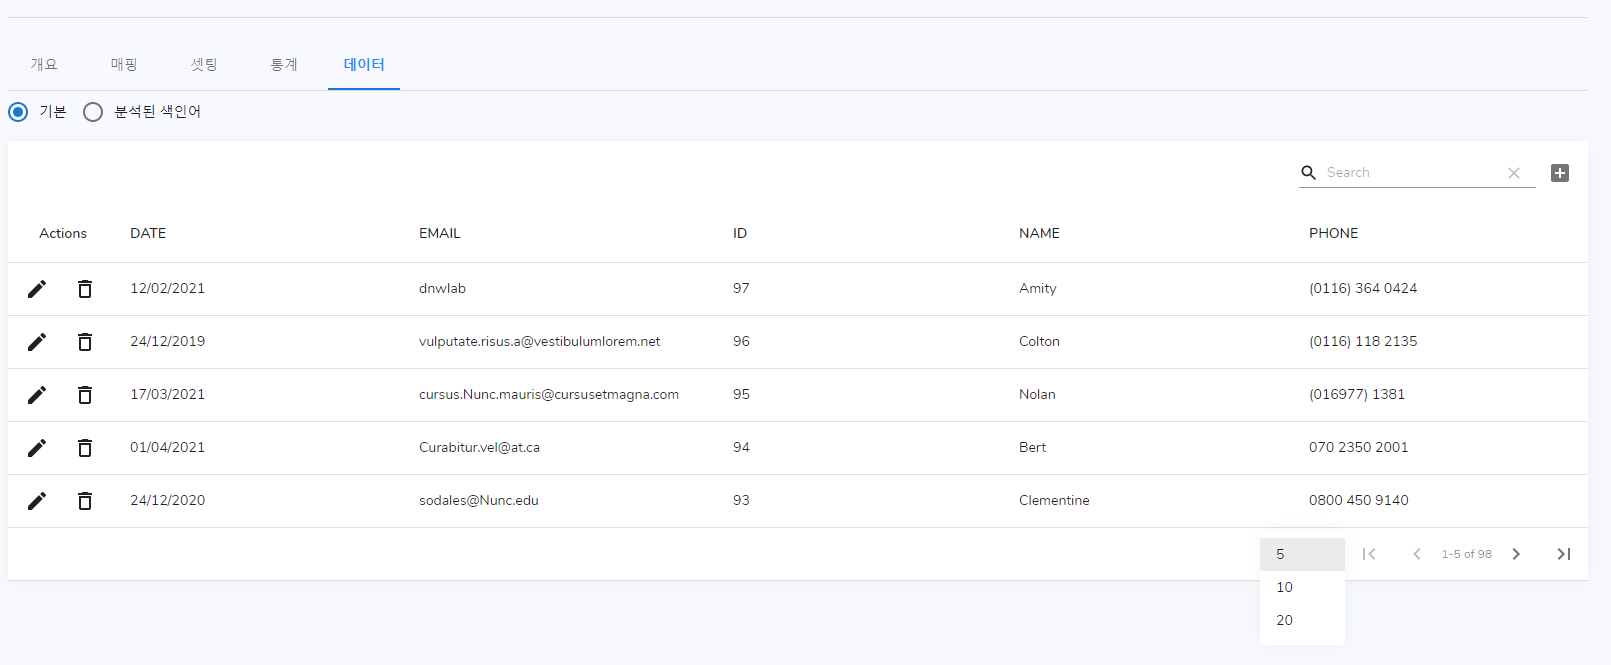 개요 매핑 셋팅 통계 데이터
기본 분석된 색인어
Search
Actions DATE EMAIL ID NAME PHONE
12/02/2021 dnwlab 97 Amity (0116) 364 0424
24/12/2019 vulputate.risus.a@vestibulumlorem.net 96 Colton (0116) 118 2135
17/03/2021 cursus.Nunc.mauris@cursusetmagna.com 95 Nolan (016977) 1381
01/04/2021 Curabitur.vel@at.ca 94 Bert 070 2350 2001
24/12/2020 sodales@Nunc.edu 93 Clementine 0800 450 9140
5 1-5 of 98
10
20